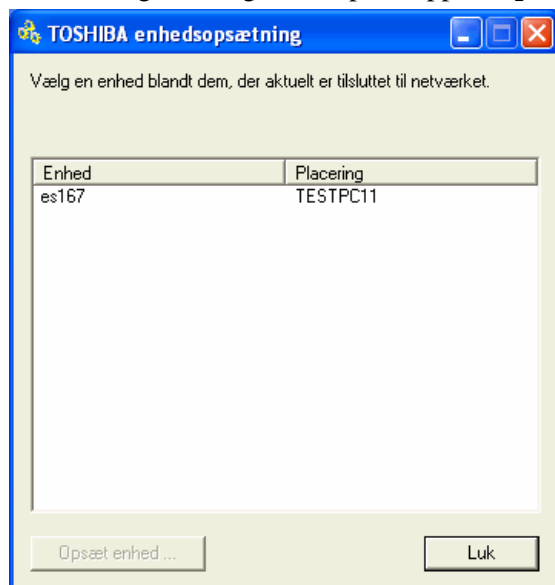 TOSHIBA enhedsopsætning
Vælg en enhed blandt dem, der aktuelt er tilsluttet til netværket.
Enhed Placering
es167 TESTPC11
Opsæt enhed ... Luk